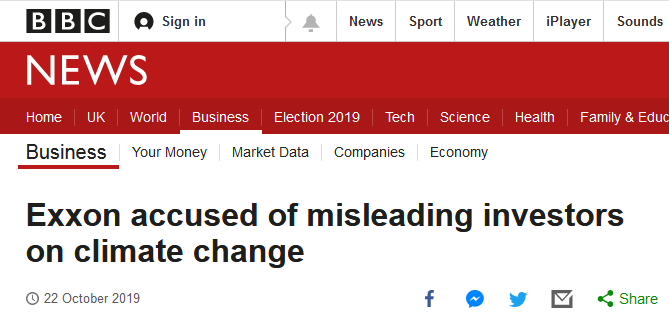 BBC Sign in News Sport Weather iPlayer Sounds
NEWS
Home UK World Business Election 2019 Tech Science Health Family & Educ
Business Your Money Market Data Companies Economy
Exxon accused of misleading investors
on climate change
22 October 2019 Share